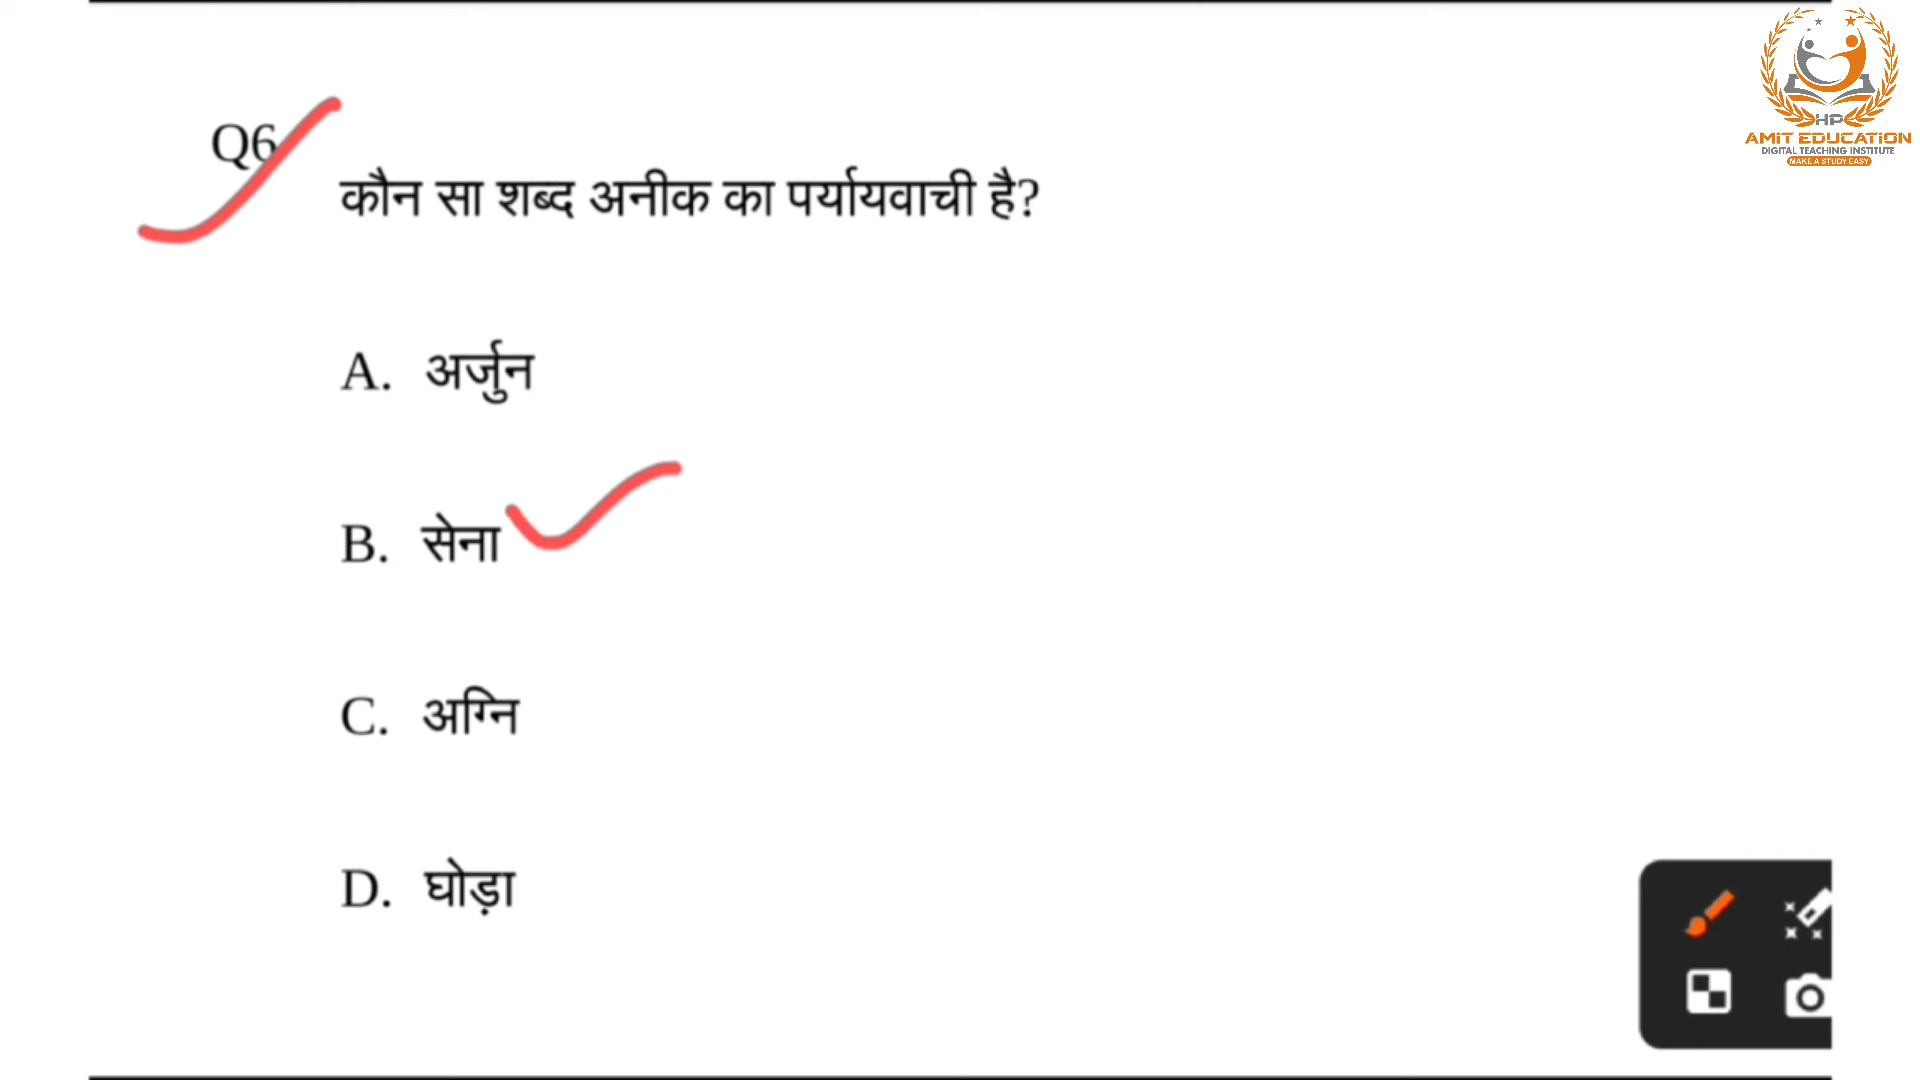 HP
AMIT EDUCATION
DIGITAL TEACHING INSTITUTE
MAKE A STUDY EASY
Q6
कौन सा शब्द अनीक का पर्यायवाची है?
A. अर्जुन
B. सेना
C. अग्नि
D. घोड़ा